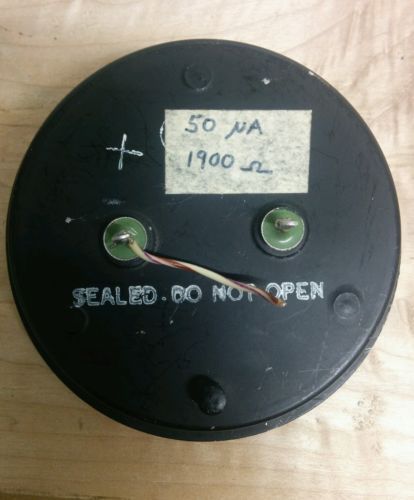 50 µA
+
1900 Ω
SEALED. DO NOT OPEN